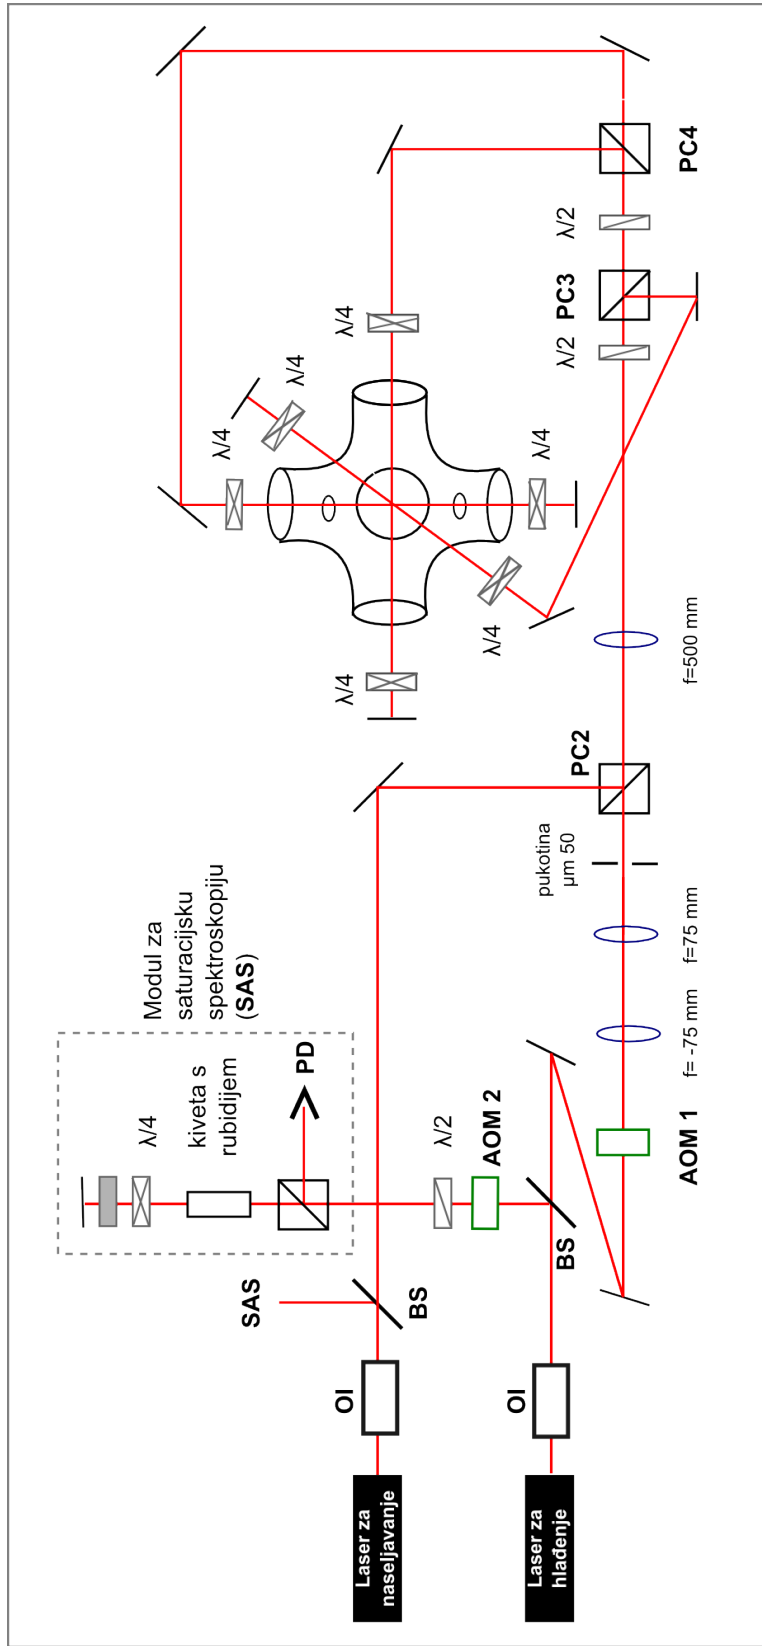 Modul za
saturacijsku
spektroskopiju
(SAS)
λ/4
kiveta s
rubidijem
PD
SAS
BS
OI
Laser za
naseljavanje
λ/2
AOM 2
BS
OI
Laser za
hlađenje
AOM 1
f= -75 mm
f=75 mm
pukotina
µm 50
PC2
f=500 mm
λ/4
λ/4
λ/4
λ/4
λ/4
λ/4
λ/2
PC3
λ/2
PC4